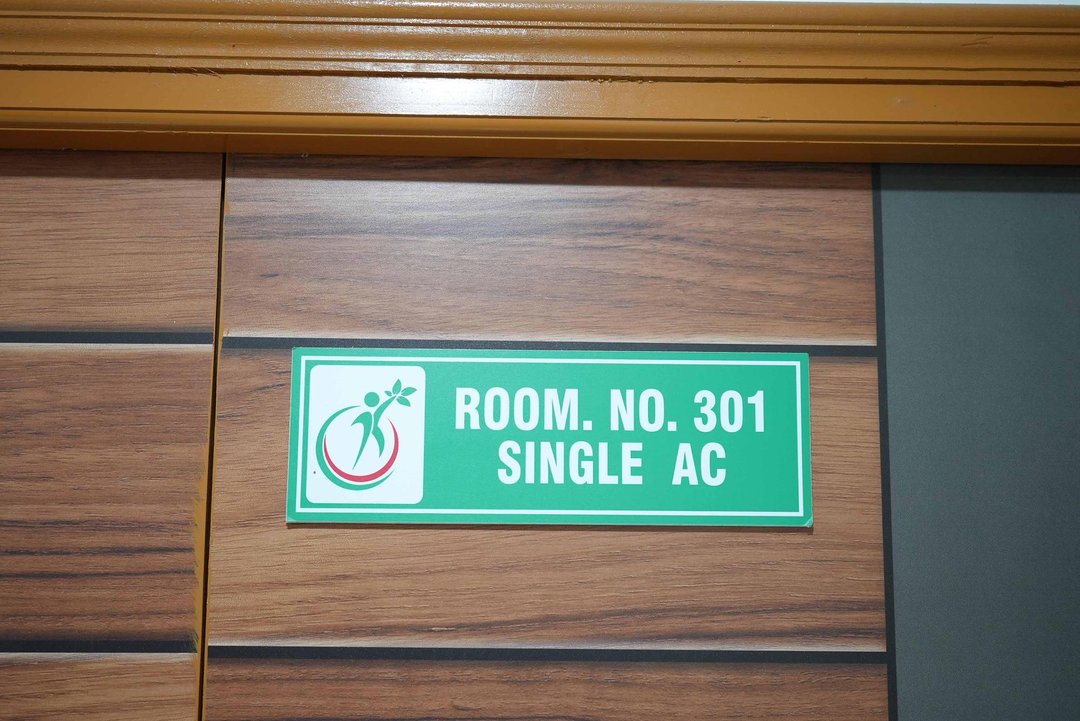 ROOM. NO. 301
SINGLE AC